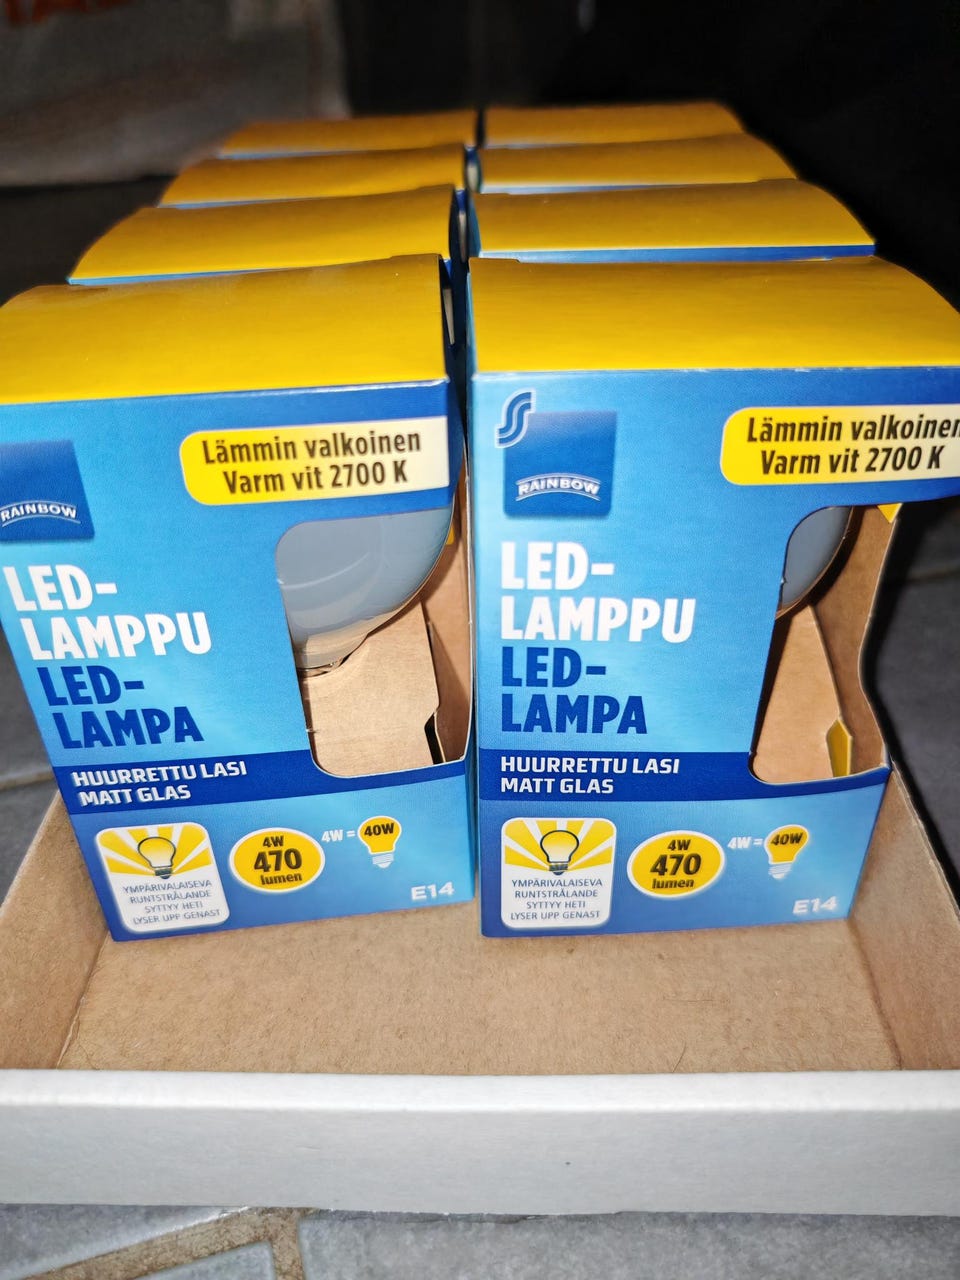 Lämmin valkoinen
Varm vit 2700 K
RAINBOW
LED-
LAMPPU
LED-
LAMPA
HUURRETTU LASI
MATT GLAS
YMPÄRIVALAISEVA
RUNTSTRÅLANDE
SYTTYY HETI
LYSER UPP GENAST
4W
470
lumen
4W = 40W
E14
Lämmin valkoinen
Varm vit 2700 K
RAINBOW
LED-
LAMPPU
LED-
LAMPA
HUURRETTU LASI
MATT GLAS
YMPÄRIVALAISEVA
RUNTSTRÅLANDE
SYTTYY HETI
LYSER UPP GENAST
4W
470
lumen
4W = 40W
E14